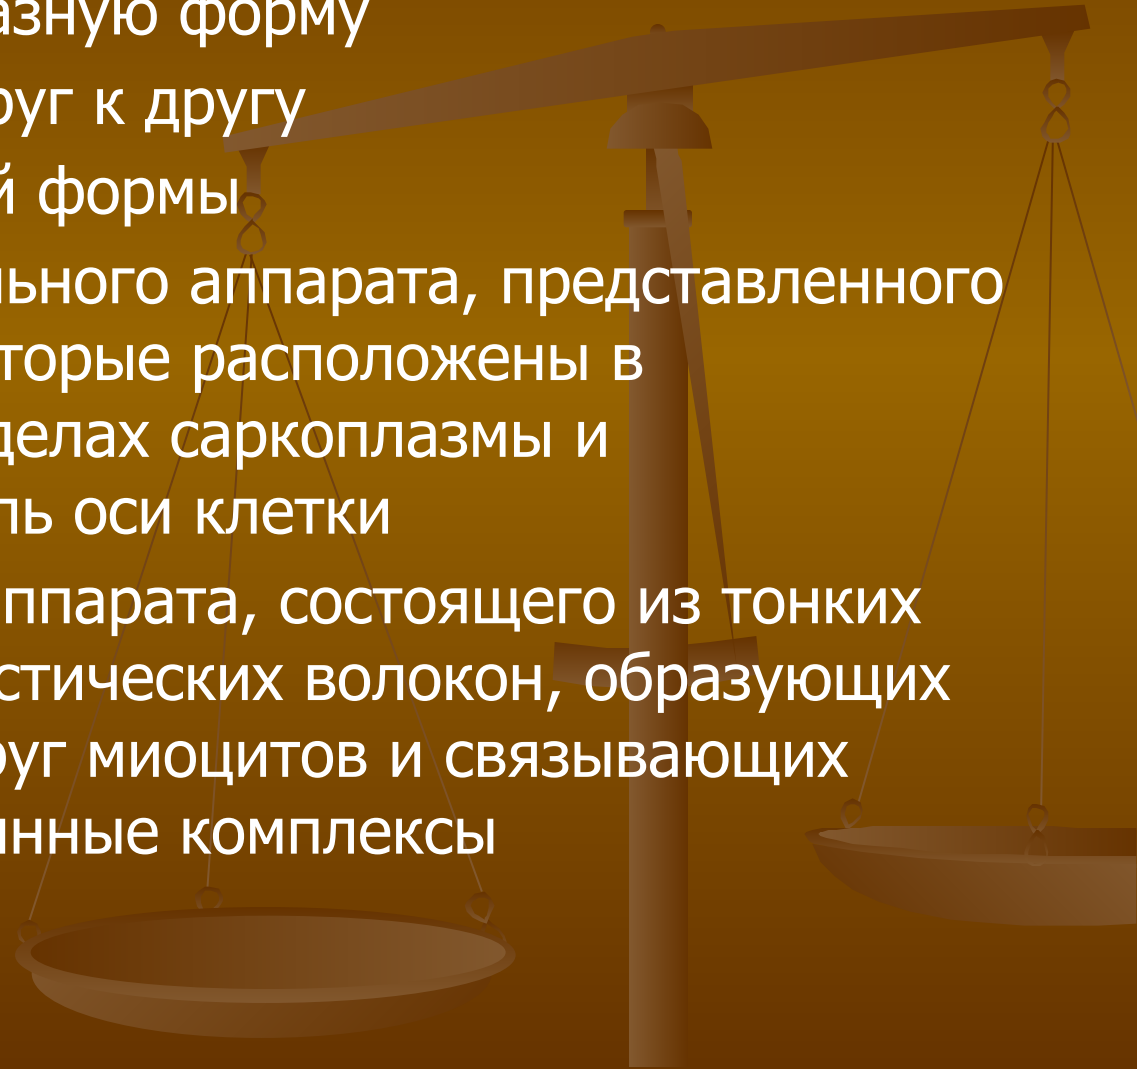 азную форму
руг к другу
й формы
льного аппарата, представленного
торые расположены в
делах саркоплазмы и
ль оси клетки
ппарата, состоящего из тонких
стических волокон, образующих
руг миоцитов и связывающих
инные комплексы